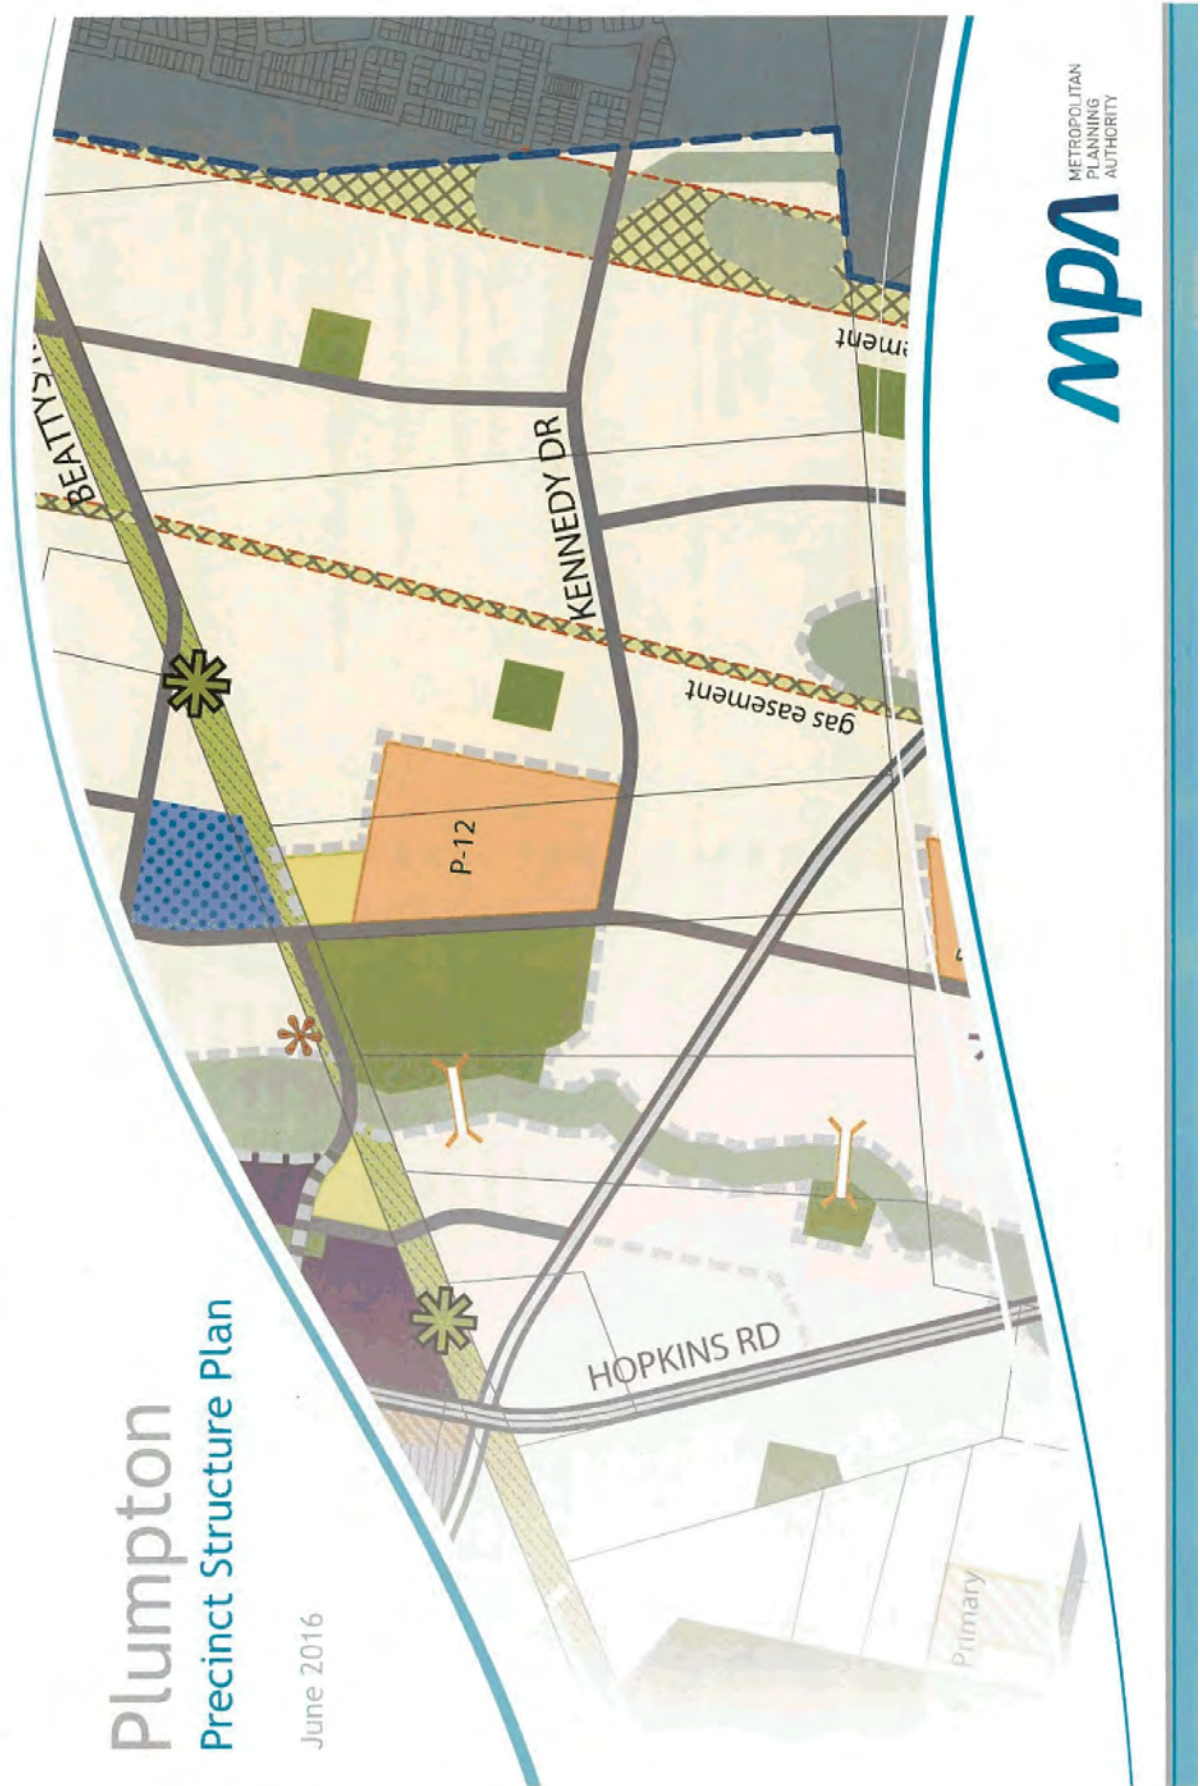 Plumpton
Precinct Structure Plan
June 2016
BEATTYS
KENNEDY DR
P-12
gas easement
HOPKINS RD
Primary
mpa
METROPOLITAN
PLANNING
AUTHORITY